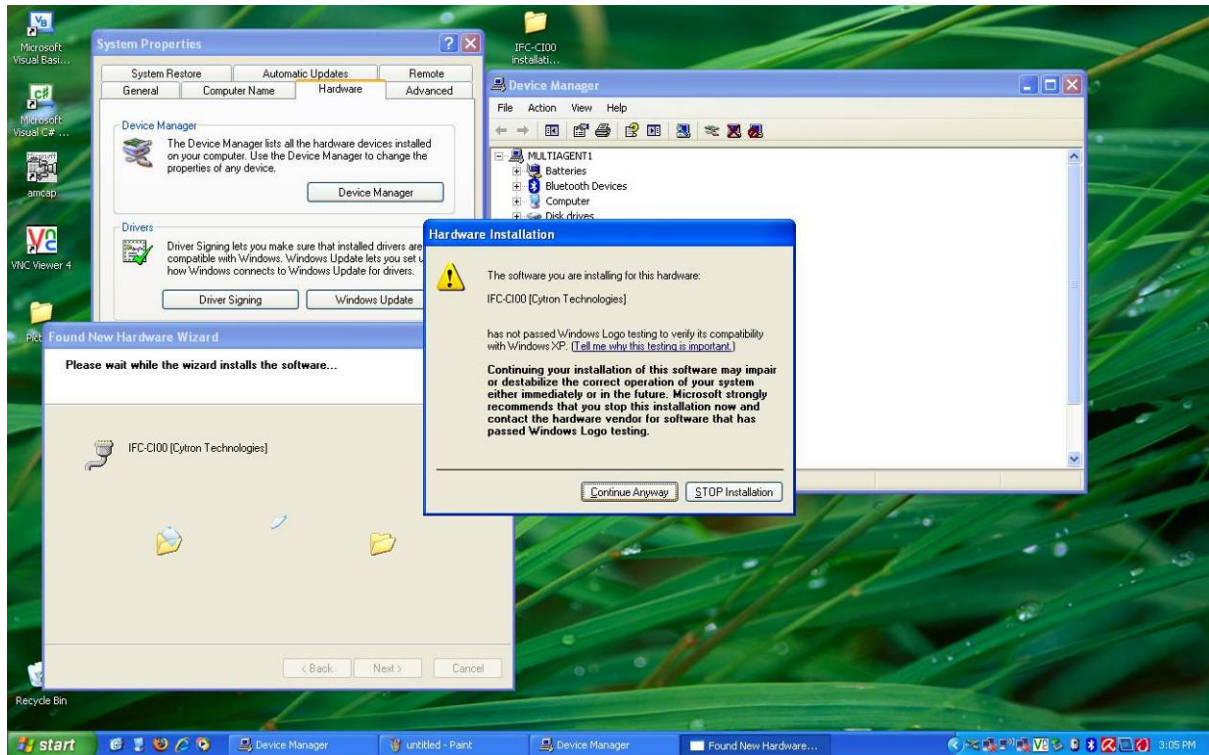 Microsoft
Visual Basi...
Microsoft
Visual C# ...
amcap
VNC Viewer 4
Recycle Bin
IFC-CI00
installati...
System Properties
System Restore
Automatic Updates
Remote
General
Computer Name
Hardware
Advanced
Device Manager
The Device Manager lists all the hardware devices installed
on your computer. Use the Device Manager to change the
properties of any device.
Device Manager
Drivers
Driver Signing lets you make sure that installed drivers are
compatible with Windows. Windows Update lets you set
how Windows connects to Windows Update for drivers.
Driver Signing
Windows Update
Device Manager
File Action View Help
MULTIAGENT1
Batteries
Bluetooth Devices
Computer
Disk drives
Hardware Installation
The software you are installing for this hardware:
IFC-CI00 [Cytron Technologies]
has not passed Windows Logo testing to verify its compatibility
with Windows XP. (Tell me why this testing is important.)
Continuing your installation of this software may impair
or destabilize the correct operation of your system
either immediately or in the future. Microsoft strongly
recommends that you stop this installation now and
contact the hardware vendor for software that has
passed Windows Logo testing.
Continue Anyway
STOP Installation
Found New Hardware Wizard
Please wait while the wizard installs the software...
IFC-CI00 [Cytron Technologies]
< Back
Next >
Cancel
start
Device Manager
untitled - Paint
Device Manager
Found New Hardware...
3:05 PM